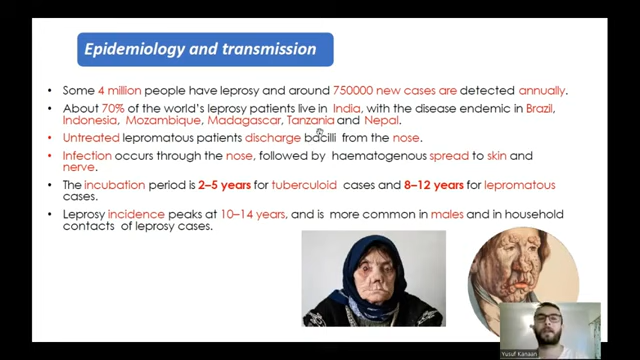 Epidemiology and transmission
• Some 4 million people have leprosy and around 750000 new cases are detected annually.
• About 70% of the world's leprosy patients live in India, with the disease endemic in Brazil,
Indonesia, Mozambique, Madagascar, Tanzania and Nepal.
• Untreated lepromatous patients discharge bacilli from the nose.
• Infection occurs through the nose, followed by haematogenous spread to skin and
nerve.
• The incubation period is 2–5 years for tuberculoid cases and 8–12 years for lepromatous
cases.
• Leprosy incidence peaks at 10–14 years, and is more common in males and in household
contacts of leprosy cases.
Yusuf Kanaan